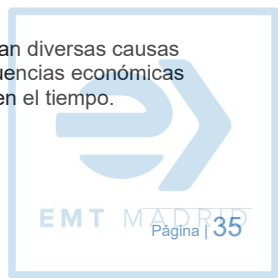 an diversas causas
uencias económicas
en el tiempo.
EMT MADRID
Página | 35